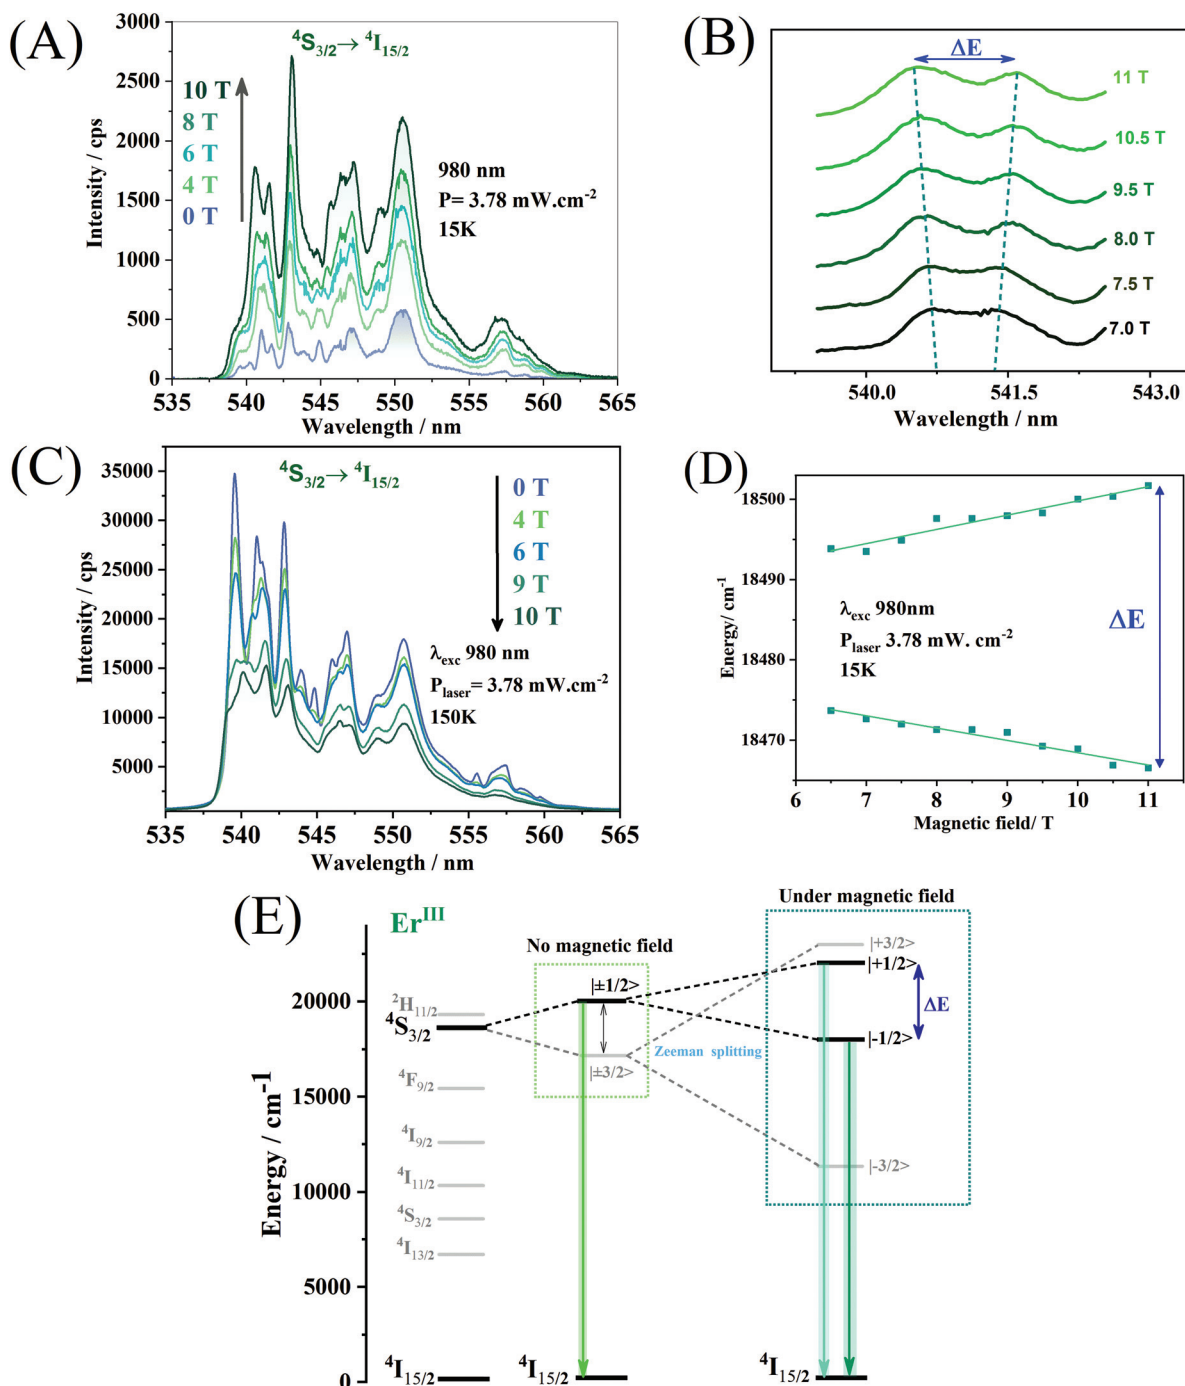 (A)
⁴S₃/₂→ ⁴I₁₅/₂
10 T
8 T
6 T
4 T
0 T
980 nm
P= 3.78 mW.cm⁻²
15K
Intensity / cps
3000
2500
2000
1500
1000
500
0
535 540 545 550 555 560 565
Wavelength / nm
(B)
ΔE
11 T
10.5 T
9.5 T
8.0 T
7.5 T
7.0 T
540.0 541.5 543.0
Wavelength / nm
(C)
⁴S₃/₂→ ⁴I₁₅/₂
0 T
4 T
6 T
9 T
10 T
λexc 980 nm
Plaser= 3.78 mW.cm⁻²
150K
Intensity / cps
35000
30000
25000
20000
15000
10000
5000
535 540 545 550 555 560 565
Wavelength / nm
(D)
Energy/ cm⁻¹
18500
18490
18480
18470
λexc 980nm
Plaser 3.78 mW. cm⁻²
15K
ΔE
6 7 8 9 10 11
Magnetic field/ T
(E)
Erᴵᴵᴵ
No magnetic field
Under magnetic field
Energy / cm⁻¹
20000
15000
10000
5000
0
²H₁₁/₂
⁴S₃/₂
⁴F₉/₂
⁴I₉/₂
⁴I₁₁/₂
⁴S₃/₂
⁴I₁₃/₂
⁴I₁₅/₂
|±1/2>
|±3/2>
⁴I₁₅/₂
Zeeman splitting
|+3/2>
|+1/2>
ΔE
|-1/2>
|-3/2>
⁴I₁₅/₂